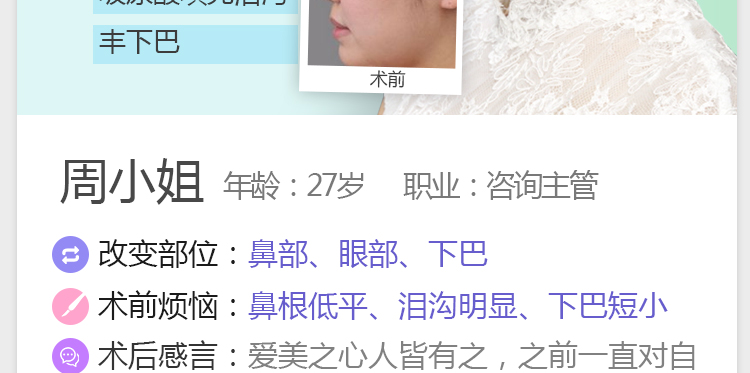 丰下巴
术前
周小姐 年龄：27岁 职业：咨询主管
改变部位：鼻部、眼部、下巴
术前烦恼：鼻根低平、泪沟明显、下巴短小
术后感言：爱美之心人皆有之，之前一直对自